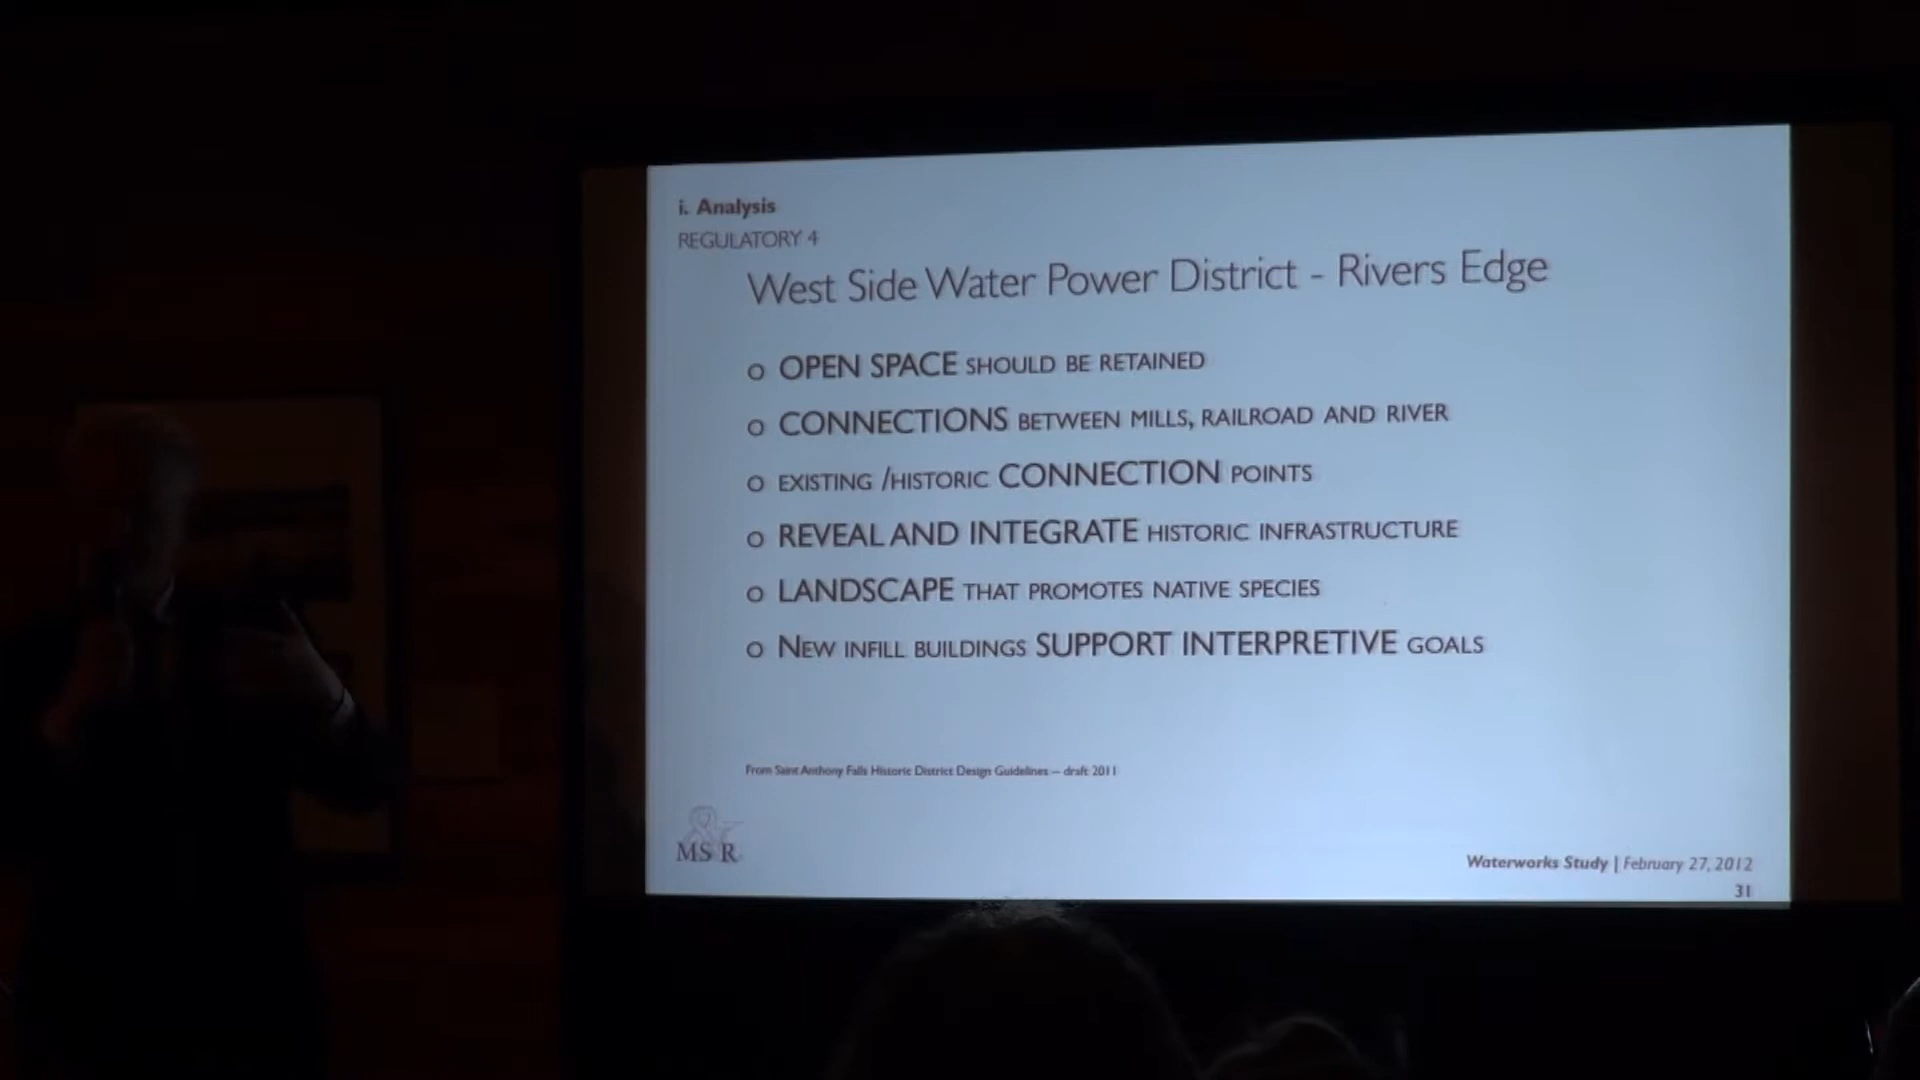 i. Analysis
REGULATORY 4
West Side Water Power District - Rivers Edge
OPEN SPACE SHOULD BE RETAINED
CONNECTIONS BETWEEN MILLS, RAILROAD AND RIVER
EXISTING /HISTORIC CONNECTION POINTS
REVEAL AND INTEGRATE HISTORIC INFRASTRUCTURE
LANDSCAPE THAT PROMOTES NATIVE SPECIES
NEW INFILL BUILDINGS SUPPORT INTERPRETIVE GOALS
From Saint Anthony Falls Historic District Design Guidelines – draft 2011
MS R
Waterworks Study | February 27, 2012
31